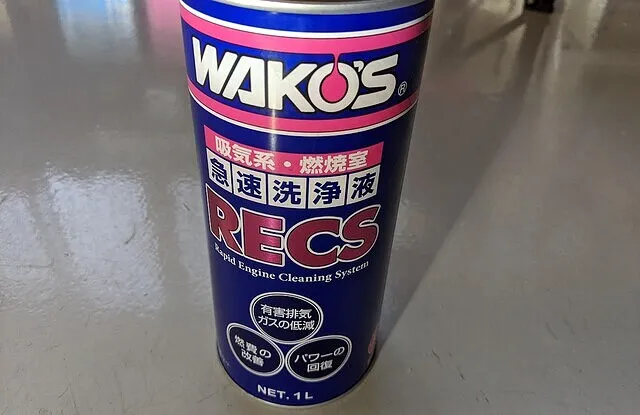 WAKO'S®
吸気系・燃焼室
急速洗浄液
RECS
Rapid Engine Cleaning System
有害排気
ガスの低減
燃費の
改善
パワーの
回復
NET. 1L